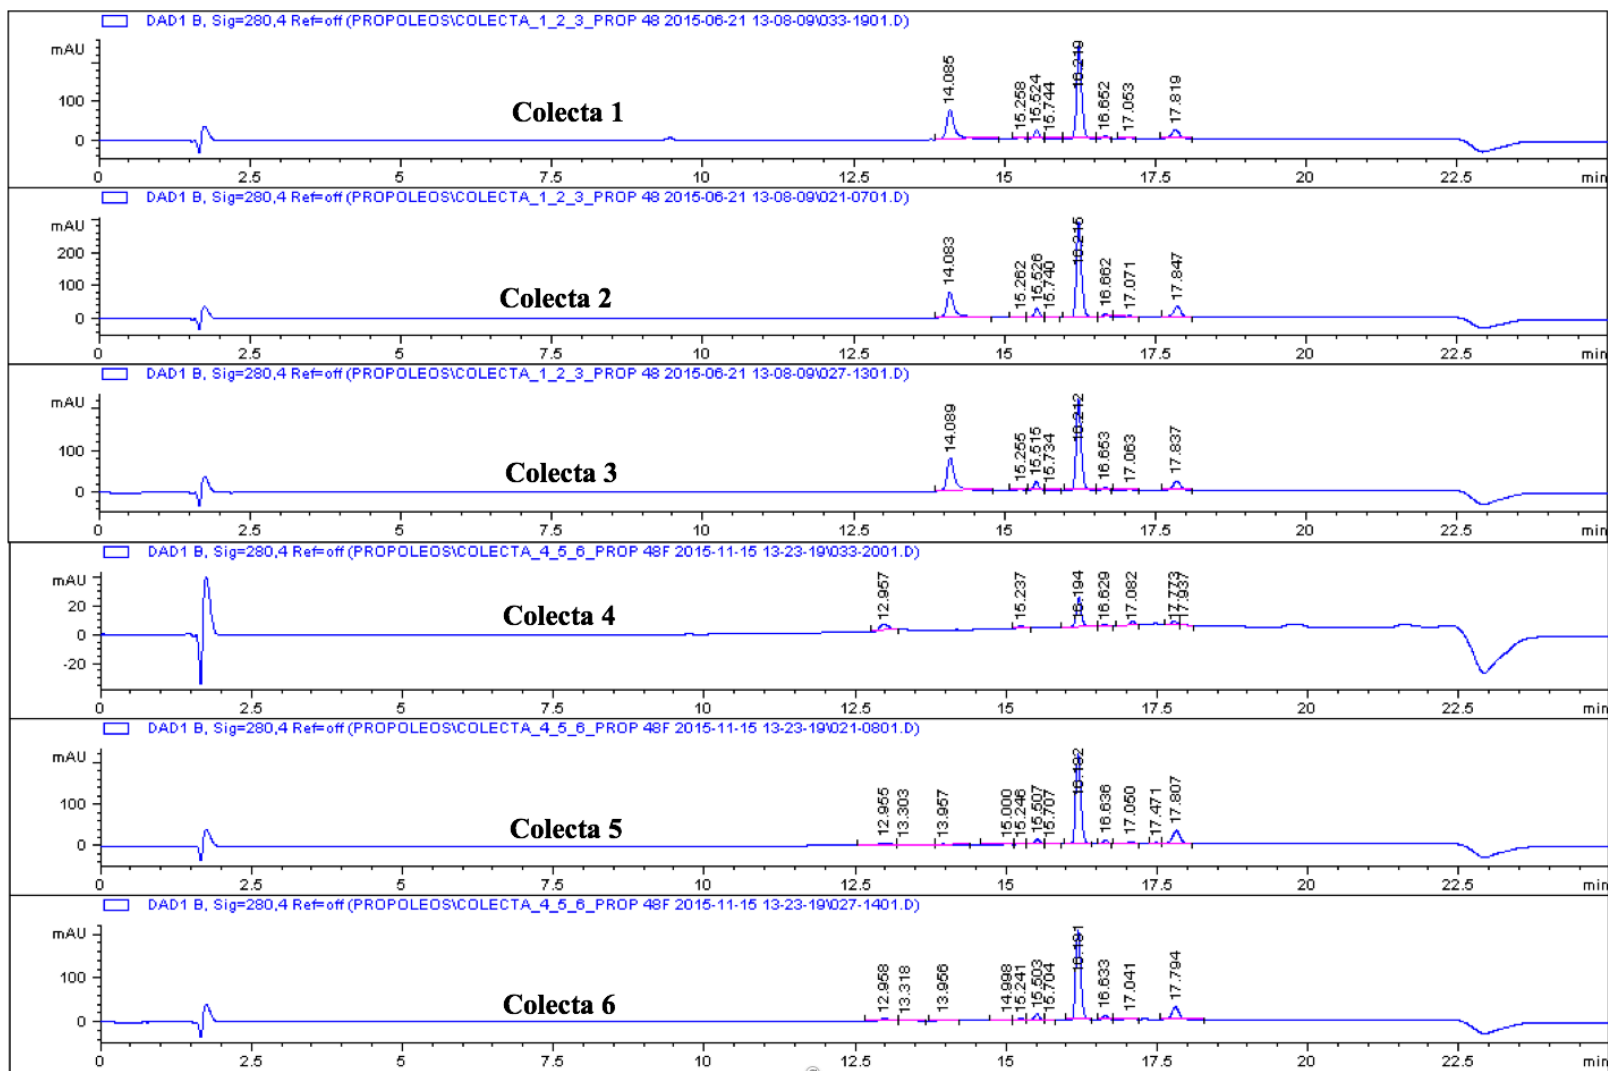 DAD1 B, Sig=280,4 Ref=off (PROPOLEOS\COLECTA_1_2_3_PROP 48 2015-06-21 13-08-09\033-1901.D)
mAU
100
0
14.085
15.258
15.524
15.744
16.219
16.652
17.053
17.819
Colecta 1
0 2.5 5 7.5 10 12.5 15 17.5 20 22.5 min
DAD1 B, Sig=280,4 Ref=off (PROPOLEOS\COLECTA_1_2_3_PROP 48 2015-06-21 13-08-09\021-0701.D)
mAU
200
100
0
14.083
15.262
15.526
15.740
16.215
16.662
17.071
17.847
Colecta 2
0 2.5 5 7.5 10 12.5 15 17.5 20 22.5 min
DAD1 B, Sig=280,4 Ref=off (PROPOLEOS\COLECTA_1_2_3_PROP 48 2015-06-21 13-08-09\027-1301.D)
mAU
100
0
14.089
15.255
15.515
15.734
16.212
16.653
17.063
17.837
Colecta 3
0 2.5 5 7.5 10 12.5 15 17.5 20 22.5 min
DAD1 B, Sig=280,4 Ref=off (PROPOLEOS\COLECTA_4_5_6_PROP 48F 2015-11-15 13-23-19\033-2001.D)
mAU
20
0
-20
12.957
15.237
16.194
16.629
17.082
17.773
17.937
Colecta 4
0 2.5 5 7.5 10 12.5 15 17.5 20 22.5 min
DAD1 B, Sig=280,4 Ref=off (PROPOLEOS\COLECTA_4_5_6_PROP 48F 2015-11-15 13-23-19\021-0801.D)
mAU
100
0
12.955
13.303
13.957
15.000
15.246
15.507
15.707
16.192
16.636
17.050
17.471
17.807
Colecta 5
0 2.5 5 7.5 10 12.5 15 17.5 20 22.5 min
DAD1 B, Sig=280,4 Ref=off (PROPOLEOS\COLECTA_4_5_6_PROP 48F 2015-11-15 13-23-19\027-1401.D)
mAU
100
0
12.958
13.318
13.956
14.998
15.241
15.503
15.704
16.191
16.633
17.041
17.794
Colecta 6
0 2.5 5 7.5 10 12.5 15 17.5 20 22.5 min